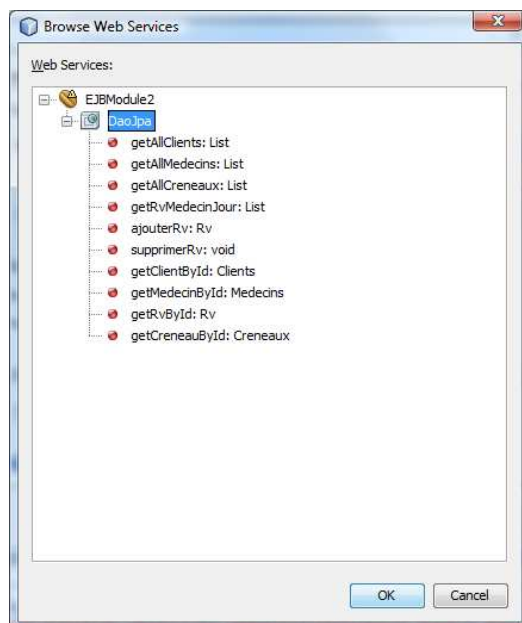 Browse Web Services
Web Services:
EJBModule2
DaoJpa
getAllClients: List
getAllMedecins: List
getAllCreneaux: List
getRvMedecinJour: List
ajouterRv: Rv
supprimerRv: void
getClientById: Clients
getMedecinById: Medecins
getRvById: Rv
getCreneauById: Creneaux
OK Cancel